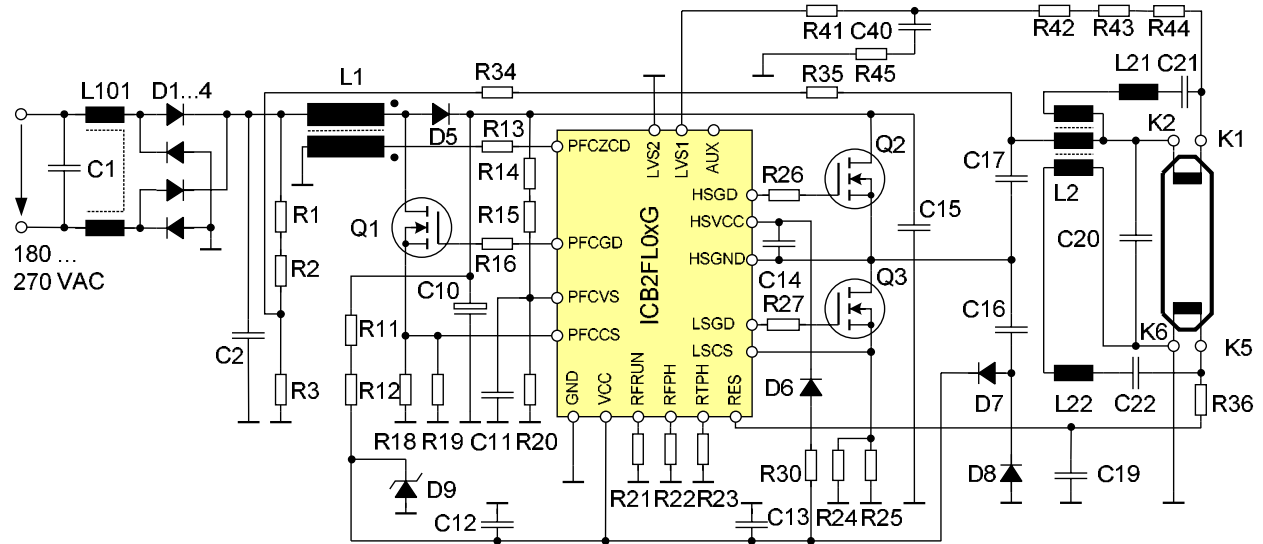 R41
C40
R42
R43
R44
R45
L21
C21
L101
D1...4
L1
R34
R35
D5
R13
K2
K1
C1
R14
PFCZCD
LVS2
LVS1
AUX
Q2
C17
R26
HSGD
L2
R1
Q1
R15
HSVCC
C15
C20
180 ...
270 VAC
R2
R16
PFCGD
C14
HSGND
ICB2FL0xG
C10
PFCVS
R27
Q3
C16
R11
PFCCS
LSGD
K6
K5
C2
LSCS
R3
R12
GND
VCC
RFRUN
RFPH
RTPH
RES
D6
D7
L22
C22
R36
R18
R19
C11
R20
R30
D8
C19
D9
R21
R22
R23
C12
C13
R24
R25